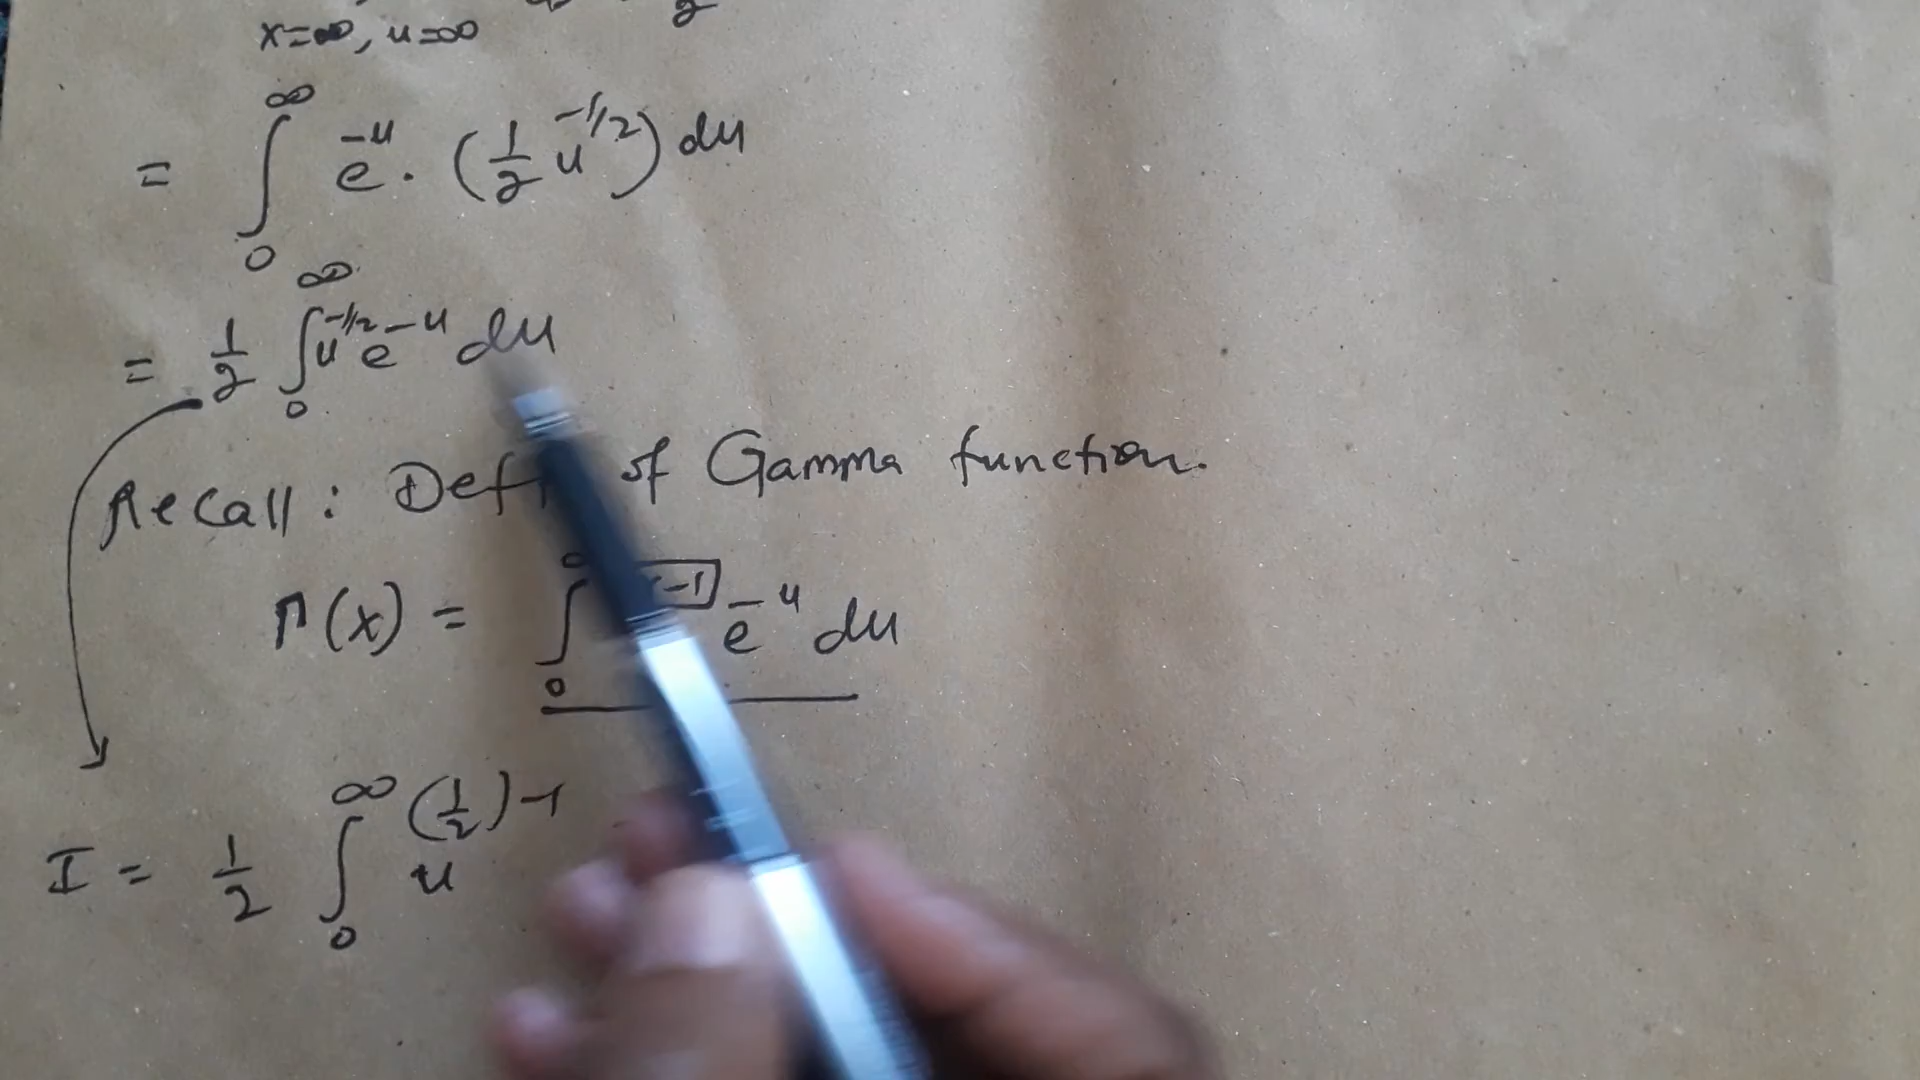 x=∞, u=∞
= ∫₀^∞ e^{-u} · (1/2 u^{-1/2}) du
= 1/2 ∫₀^∞ u^{-1/2} e^{-u} du
Recall: of Gamma function.
Γ(x) = ∫₀ -1 e^{-u} du
I = 1/2 ∫₀^∞ u^{(1/2)-1}